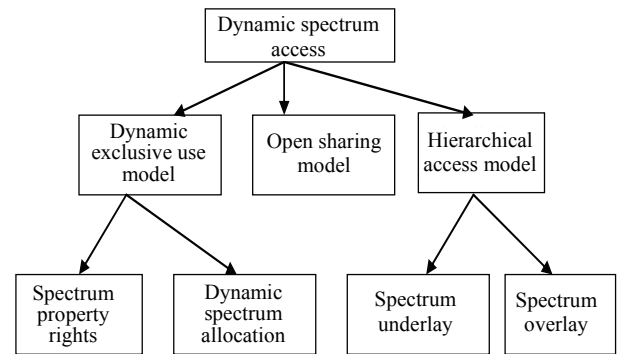 Dynamic spectrum
access
Dynamic
exclusive use
model
Open sharing
model
Hierarchical
access model
Spectrum
property
rights
Dynamic
spectrum
allocation
Spectrum
underlay
Spectrum
overlay